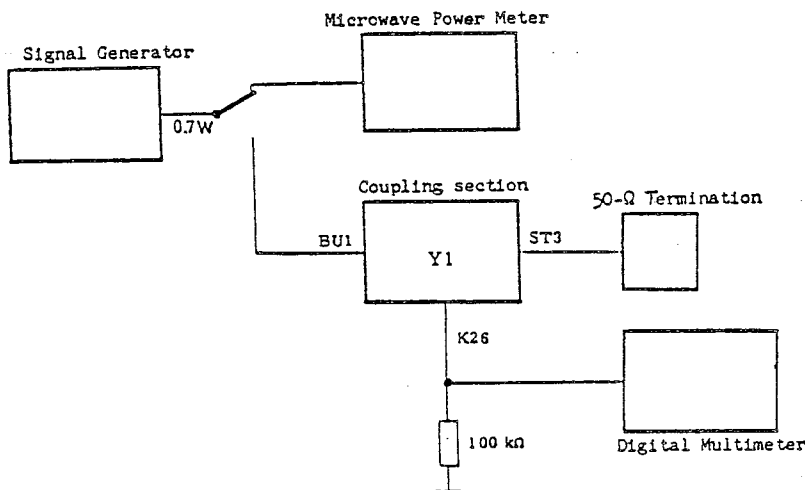 Microwave Power Meter
Signal Generator
0.7W
Coupling section
50-Ω Termination
BU1
ST3
Y1
K26
100 kΩ
Digital Multimeter